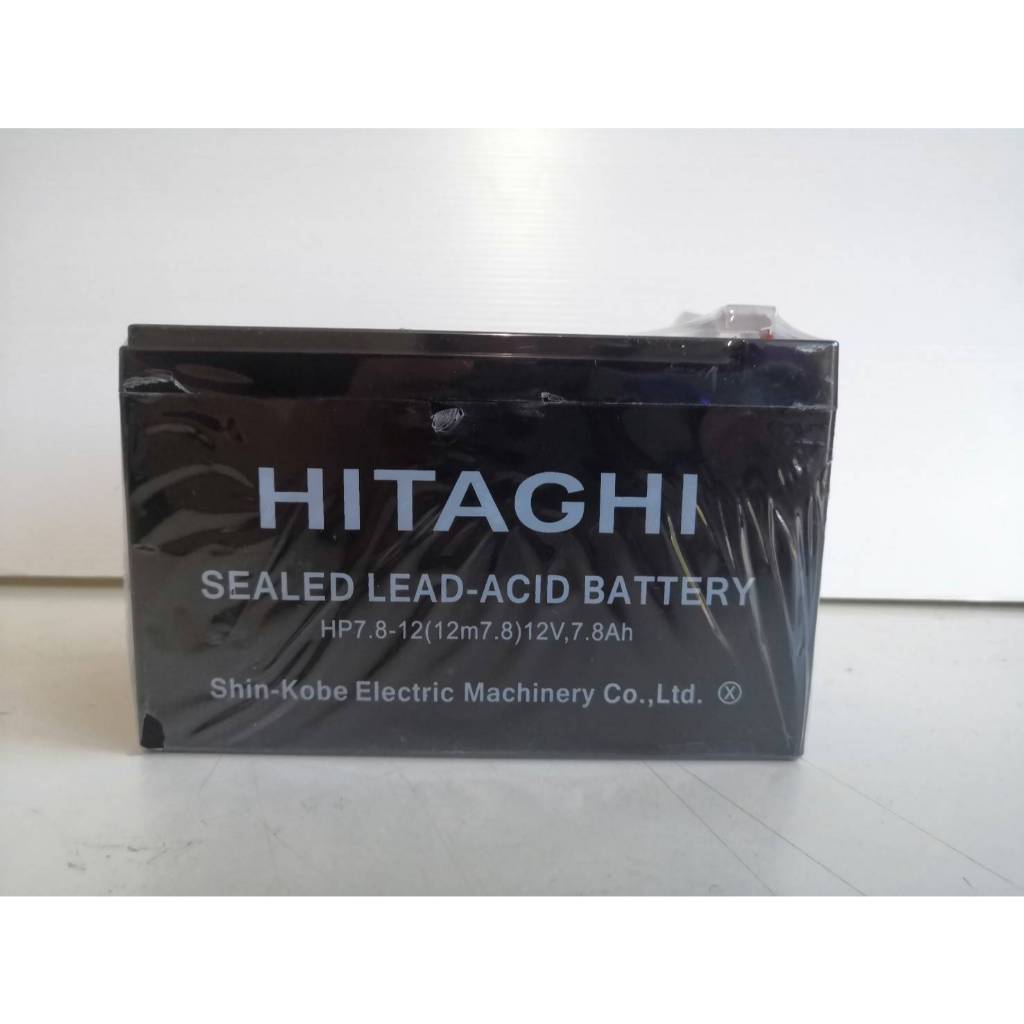 HITAGHI
SEALED LEAD-ACID BATTERY
HP7.8-12(12m7.8)12V,7.8Ah
Shin-Kobe Electric Machinery Co.,Ltd. Ⓧ